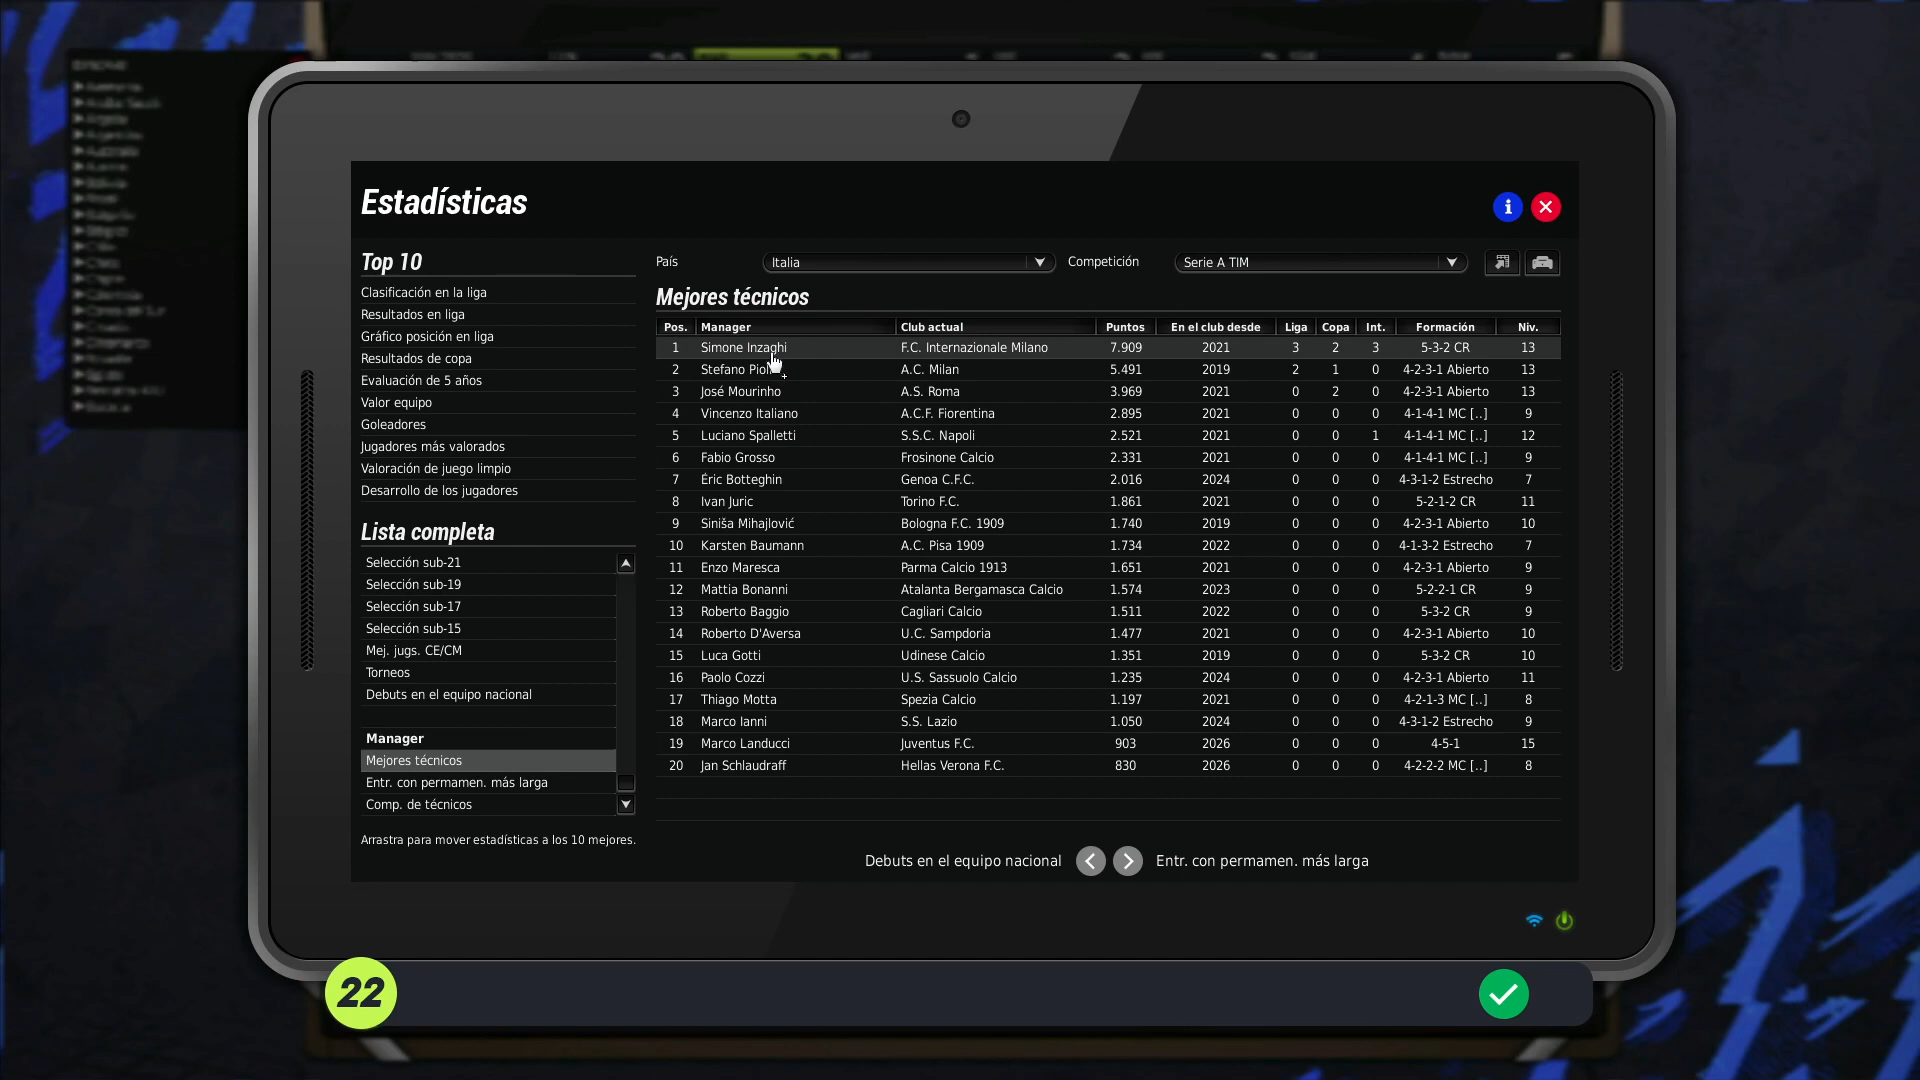 Estadísticas
i
Top 10
Clasificación en la liga
Resultados en liga
Gráfico posición en liga
Resultados de copa
Evaluación de 5 años
Valor equipo
Goleadores
Jugadores más valorados
Valoración de juego limpio
Desarrollo de los jugadores
Lista completa
Selección sub-21
Selección sub-19
Selección sub-17
Selección sub-15
Mej. jugs. CE/CM
Torneos
Debuts en el equipo nacional
Manager
Mejores técnicos
Entr. con permamen. más larga
Comp. de técnicos
Arrastra para mover estadísticas a los 10 mejores.
País Italia Competición Serie A TIM
Mejores técnicos
Pos. Manager Club actual Puntos En el club desde Liga Copa Int. Formación Niv.
1 Simone Inzaghi F.C. Internazionale Milano 7.909 2021 3 2 3 5-3-2 CR 13
2 Stefano A.C. Milan 5.491 2019 2 1 0 4-2-3-1 Abierto 13
3 José Mourinho A.S. Roma 3.969 2021 0 2 0 4-2-3-1 Abierto 13
4 Vincenzo Italiano A.C.F. Fiorentina 2.895 2021 0 0 0 4-1-4-1 MC [..] 9
5 Luciano Spalletti S.S.C. Napoli 2.521 2021 0 0 1 4-1-4-1 MC [..] 12
6 Fabio Grosso Frosinone Calcio 2.331 2021 0 0 0 4-1-4-1 MC [..] 9
7 Éric Botteghin Genoa C.F.C. 2.016 2024 0 0 0 4-3-1-2 Estrecho 7
8 Ivan Juric Torino F.C. 1.861 2021 0 0 0 5-2-1-2 CR 11
9 Siniša Mihajlović Bologna F.C. 1909 1.740 2019 0 0 0 4-2-3-1 Abierto 10
10 Karsten Baumann A.C. Pisa 1909 1.734 2022 0 0 0 4-1-3-2 Estrecho 7
11 Enzo Maresca Parma Calcio 1913 1.651 2021 0 0 0 4-2-3-1 Abierto 9
12 Mattia Bonanni Atalanta Bergamasca Calcio 1.574 2023 0 0 0 5-2-2-1 CR 9
13 Roberto Baggio Cagliari Calcio 1.511 2022 0 0 0 5-3-2 CR 9
14 Roberto D'Aversa U.C. Sampdoria 1.477 2021 0 0 0 4-2-3-1 Abierto 10
15 Luca Gotti Udinese Calcio 1.351 2019 0 0 0 5-3-2 CR 10
16 Paolo Cozzi U.S. Sassuolo Calcio 1.235 2024 0 0 0 4-2-3-1 Abierto 11
17 Thiago Motta Spezia Calcio 1.197 2021 0 0 0 4-2-1-3 MC [..] 8
18 Marco Ianni S.S. Lazio 1.050 2024 0 0 0 4-3-1-2 Estrecho 9
19 Marco Landucci Juventus F.C. 903 2026 0 0 0 4-5-1 15
20 Jan Schlaudraff Hellas Verona F.C. 830 2026 0 0 0 4-2-2-2 MC [..] 8
Debuts en el equipo nacional Entr. con permamen. más larga
22